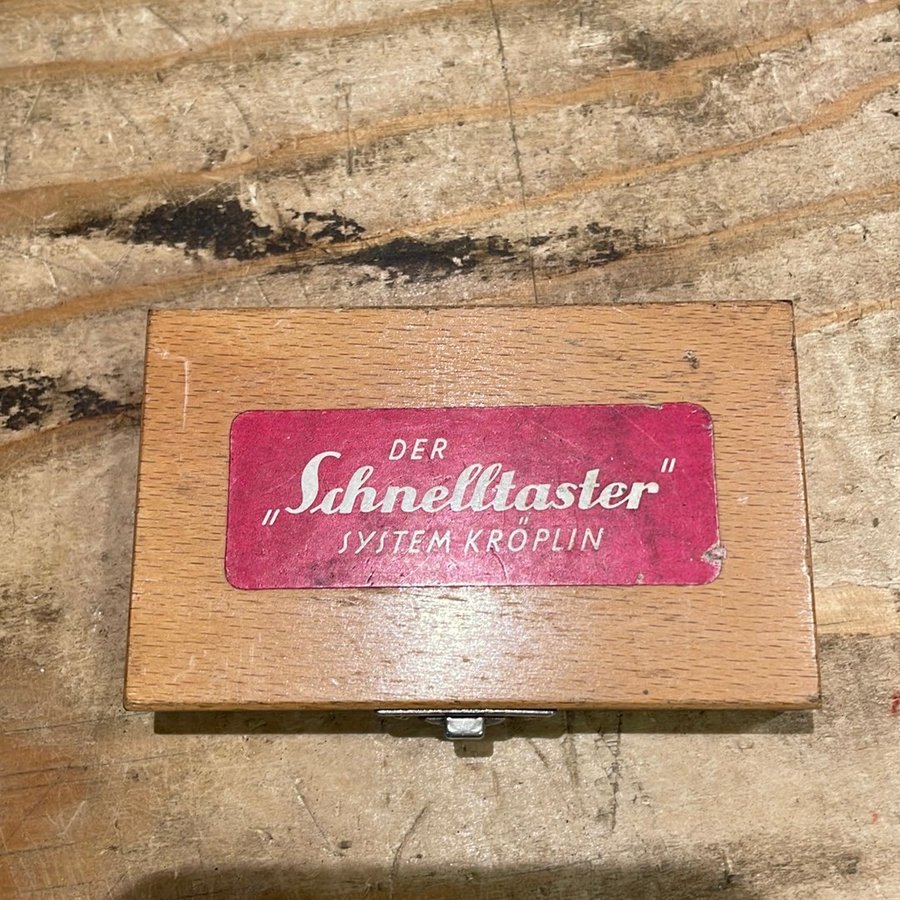 DER
„Schnelltaster"
SYSTEM KRÖPLIN